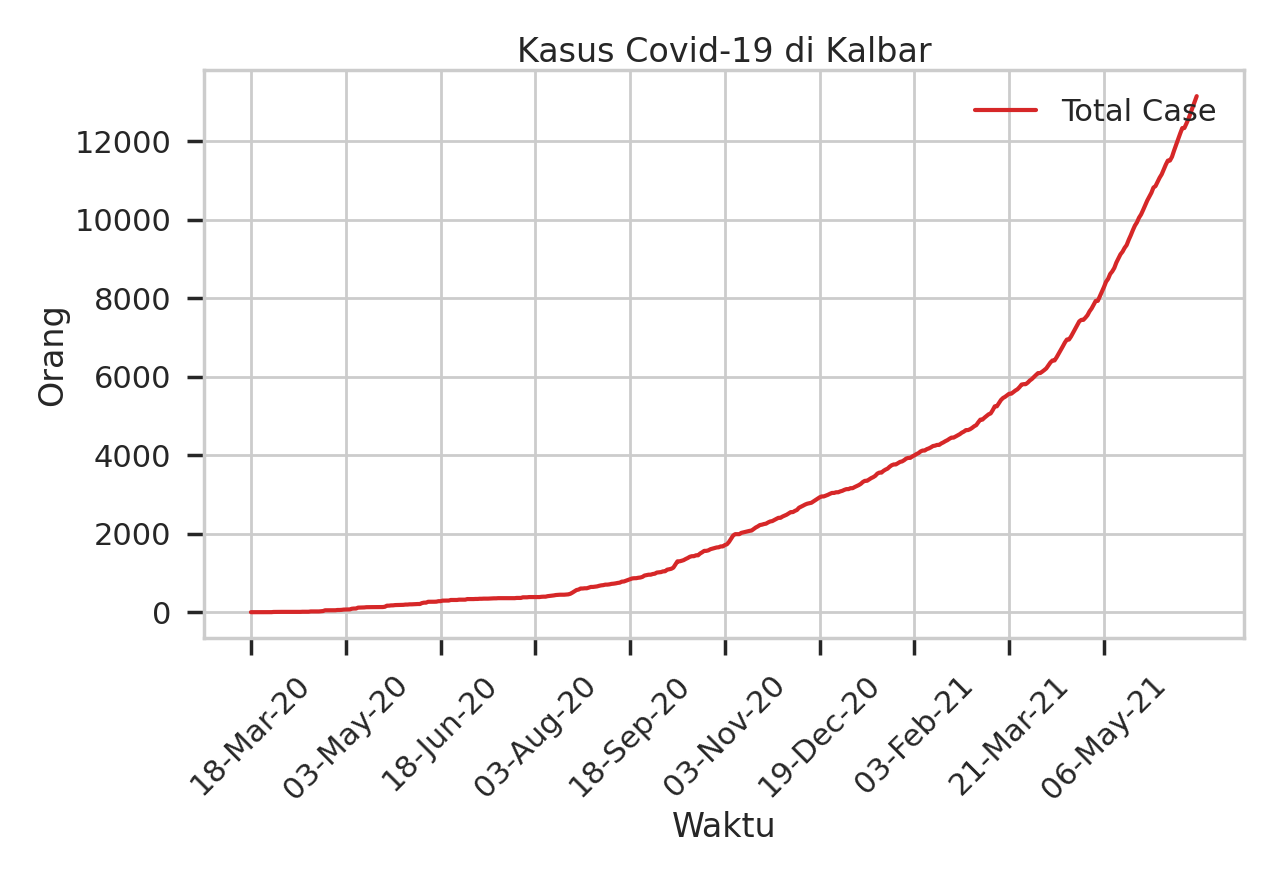 Kasus Covid-19 di Kalbar
Total Case
12000
10000
8000
6000
4000
2000
0
Orang
18-Mar-20
03-May-20
18-Jun-20
03-Aug-20
18-Sep-20
03-Nov-20
19-Dec-20
03-Feb-21
21-Mar-21
06-May-21
Waktu